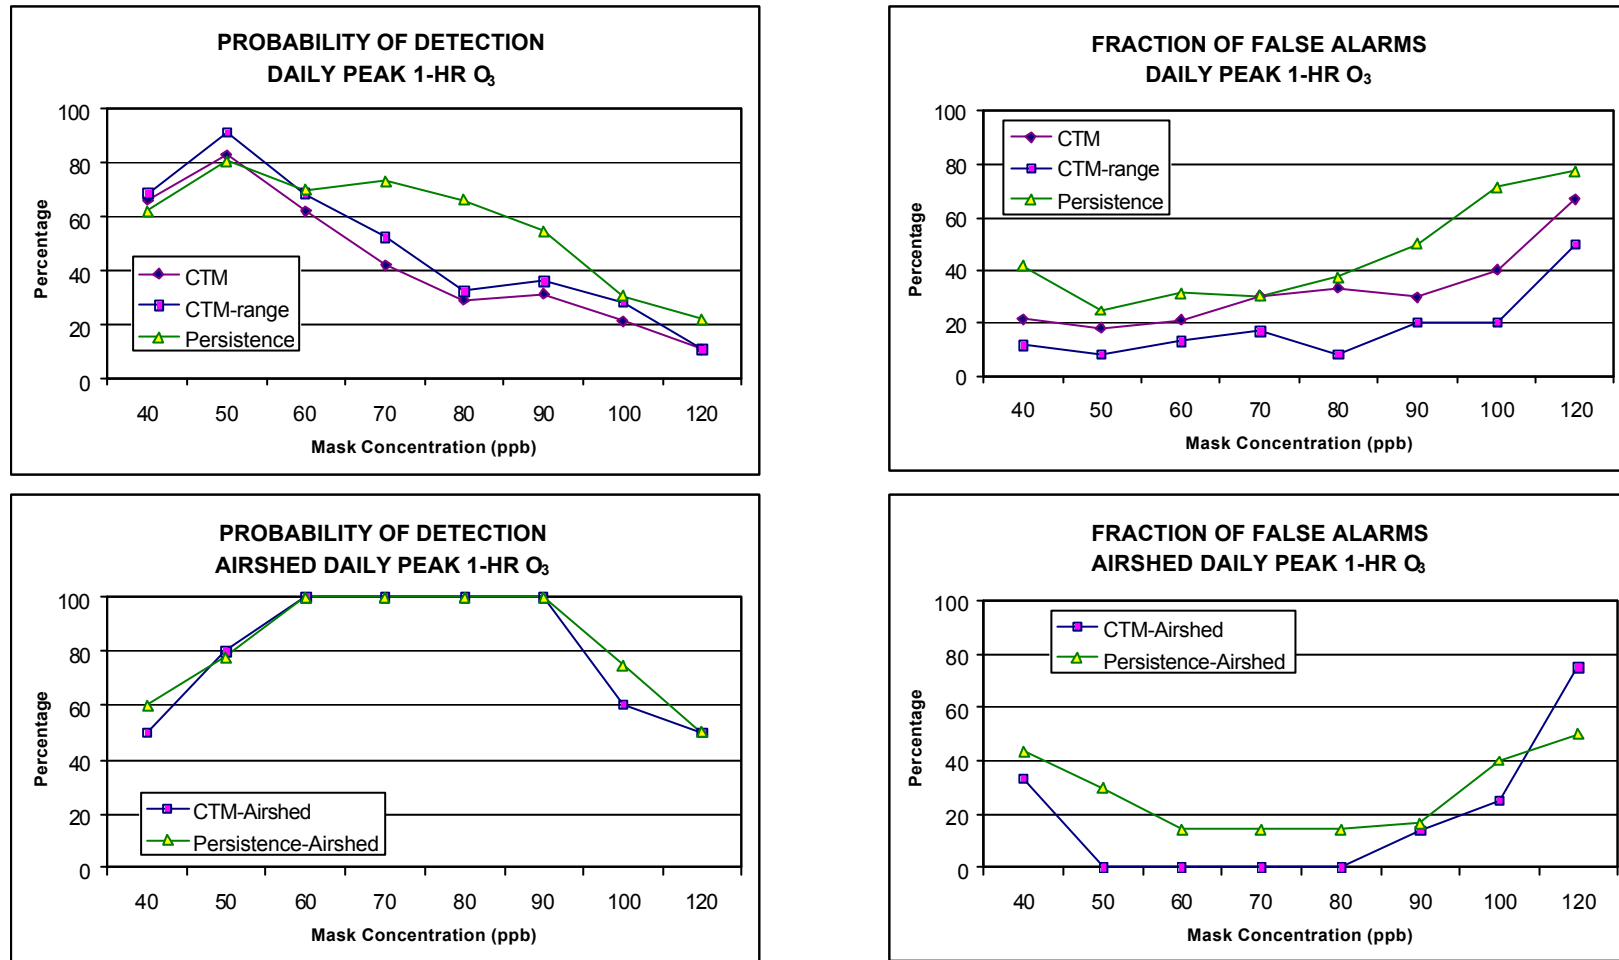 PROBABILITY OF DETECTION
DAILY PEAK 1-HR O₃
100
80
60
40
20
0
Percentage
CTM
CTM-range
Persistence
40 50 60 70 80 90 100 120
Mask Concentration (ppb)
FRACTION OF FALSE ALARMS
DAILY PEAK 1-HR O₃
100
80
60
40
20
0
Percentage
CTM
CTM-range
Persistence
40 50 60 70 80 90 100 120
Mask Concentration (ppb)
PROBABILITY OF DETECTION
AIRSHED DAILY PEAK 1-HR O₃
100
80
60
40
20
0
Percentage
CTM-Airshed
Persistence-Airshed
40 50 60 70 80 90 100 120
Mask Concentration (ppb)
FRACTION OF FALSE ALARMS
AIRSHED DAILY PEAK 1-HR O₃
100
80
60
40
20
0
Percentage
CTM-Airshed
Persistence-Airshed
40 50 60 70 80 90 100 120
Mask Concentration (ppb)